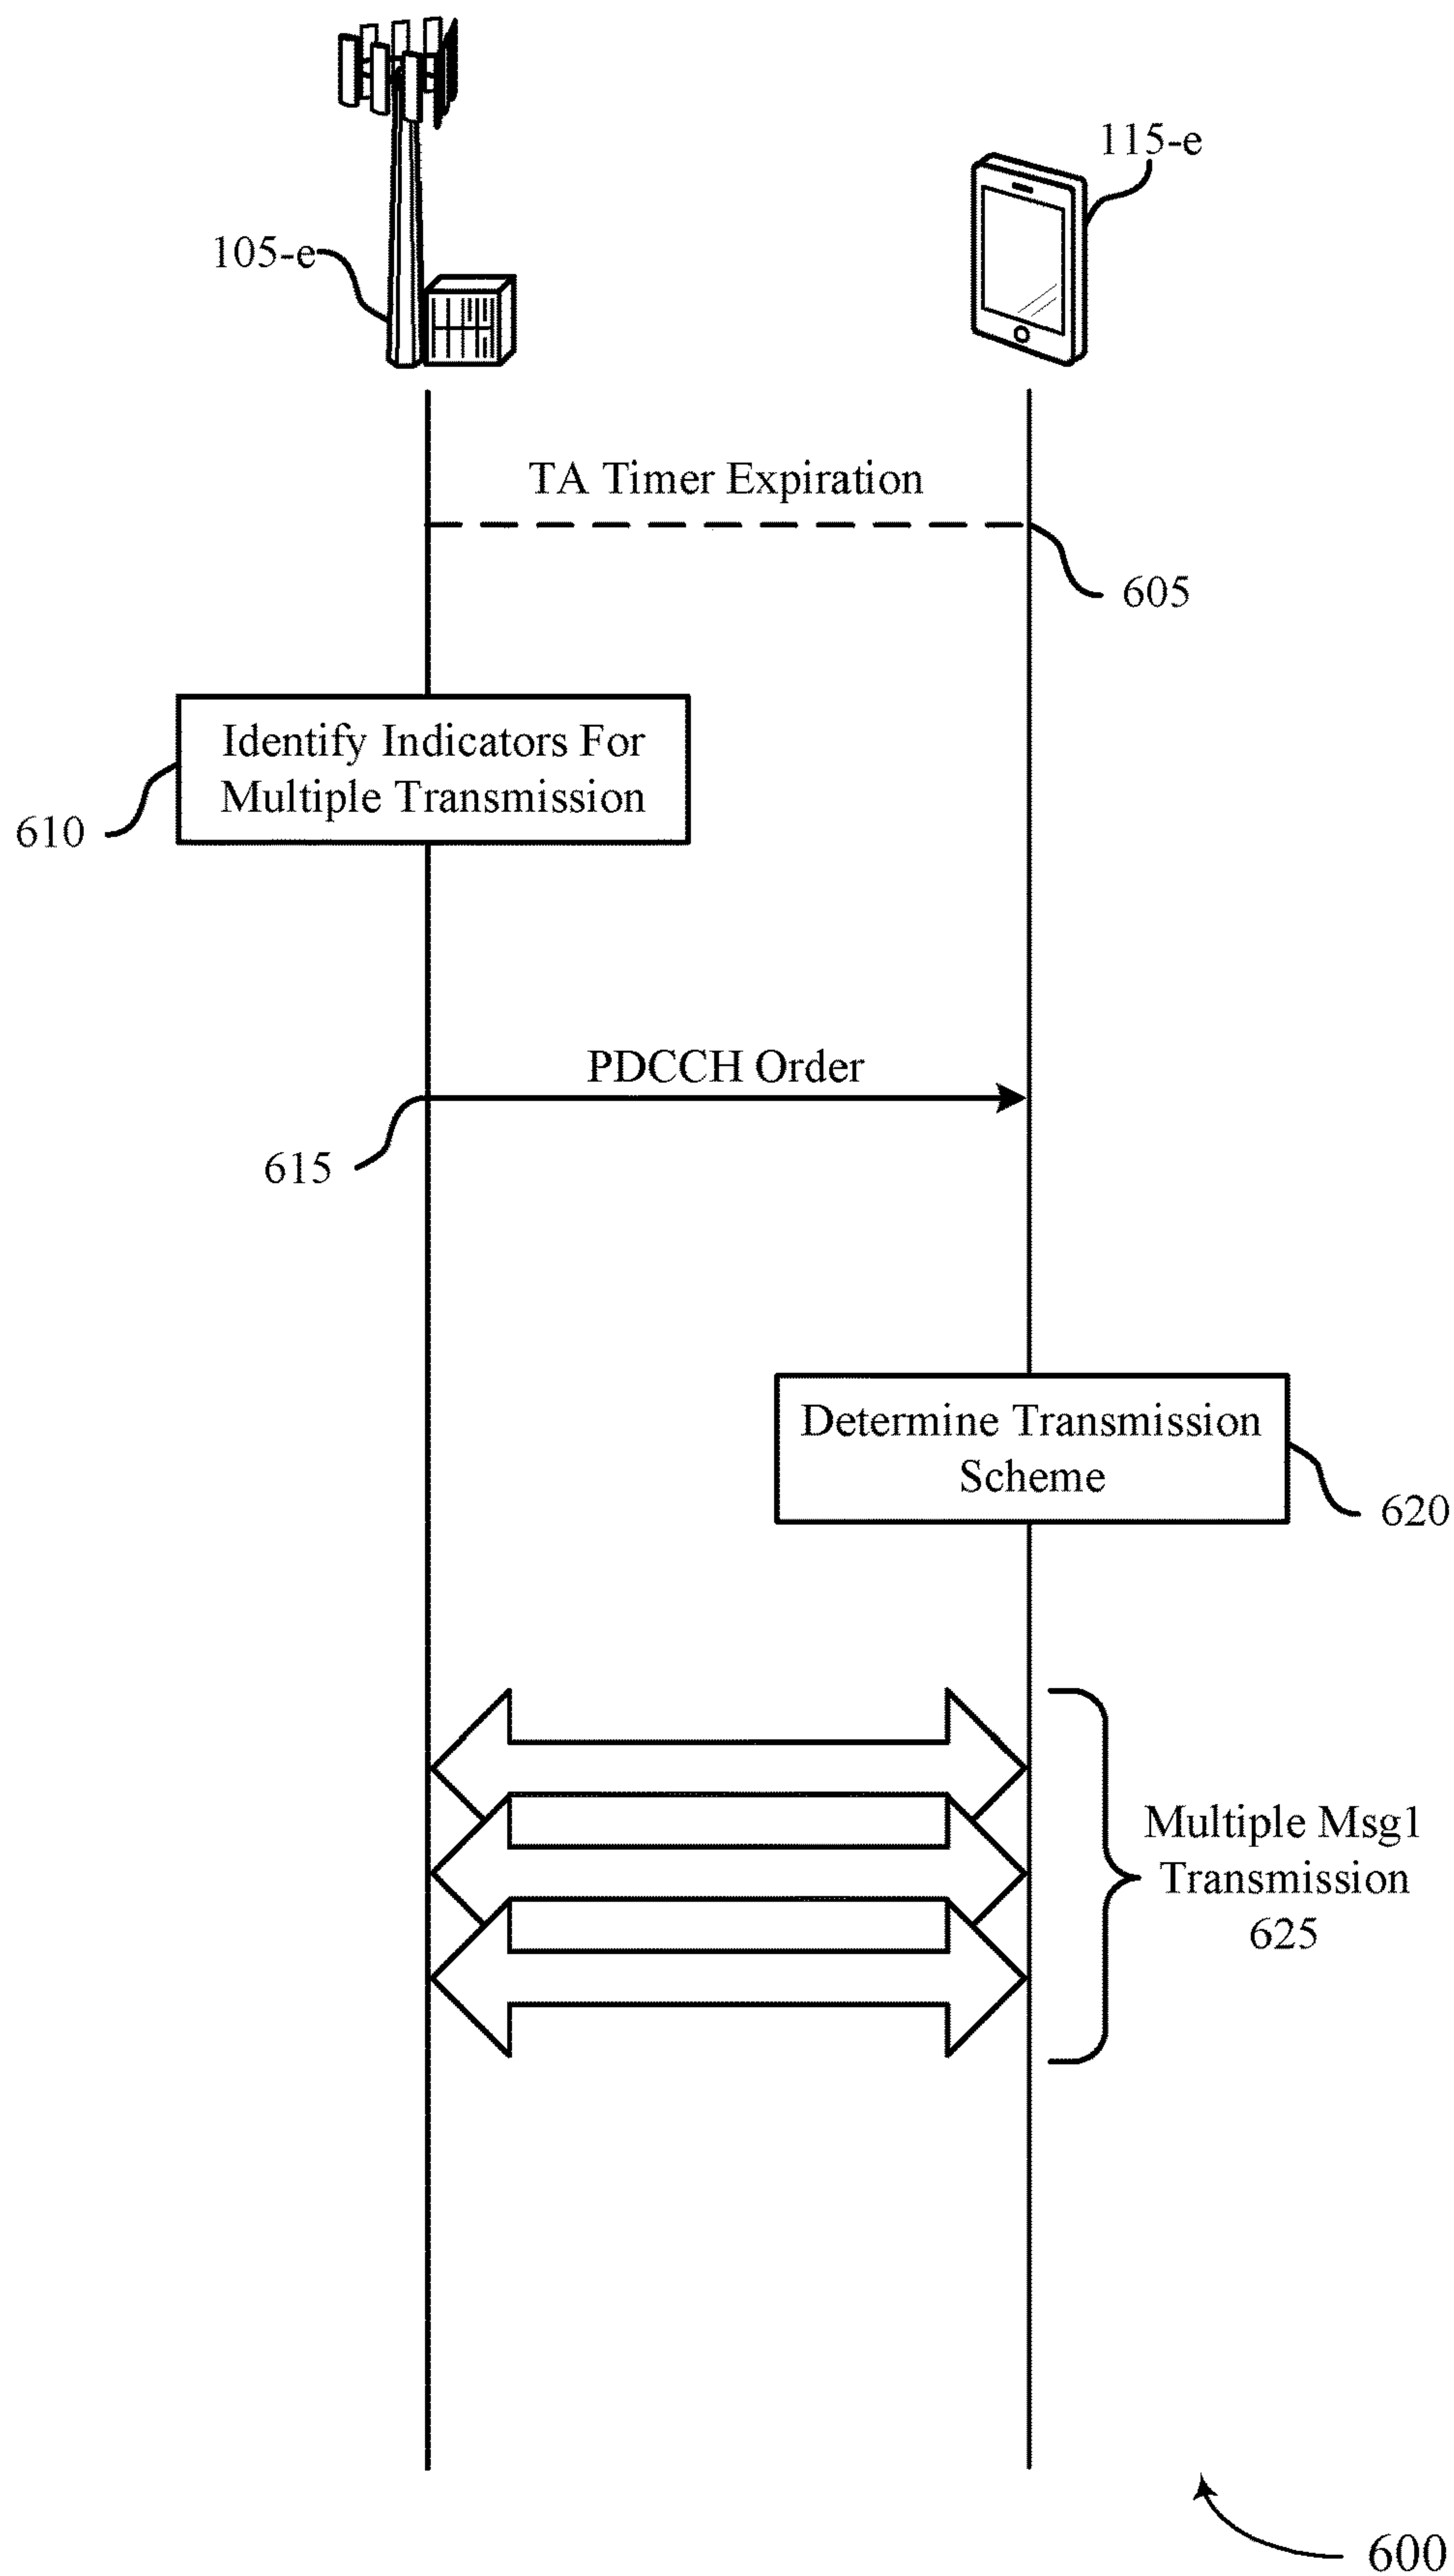 115-e
105-e
TA Timer Expiration
605
Identify Indicators For
Multiple Transmission
610
PDCCH Order
615
Determine Transmission
Scheme
620
Multiple Msg1
Transmission
625
600